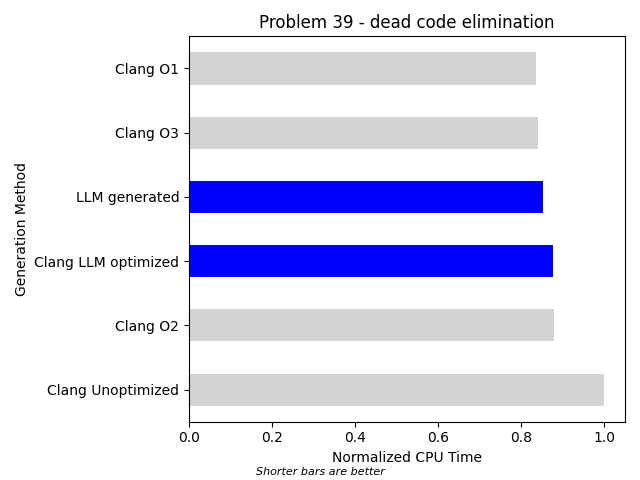 Problem 39 - dead code elimination
Clang O1
Clang O3
LLM generated
Clang LLM optimized
Clang O2
Clang Unoptimized
Generation Method
0.0 0.2 0.4 0.6 0.8 1.0
Normalized CPU Time
Shorter bars are better